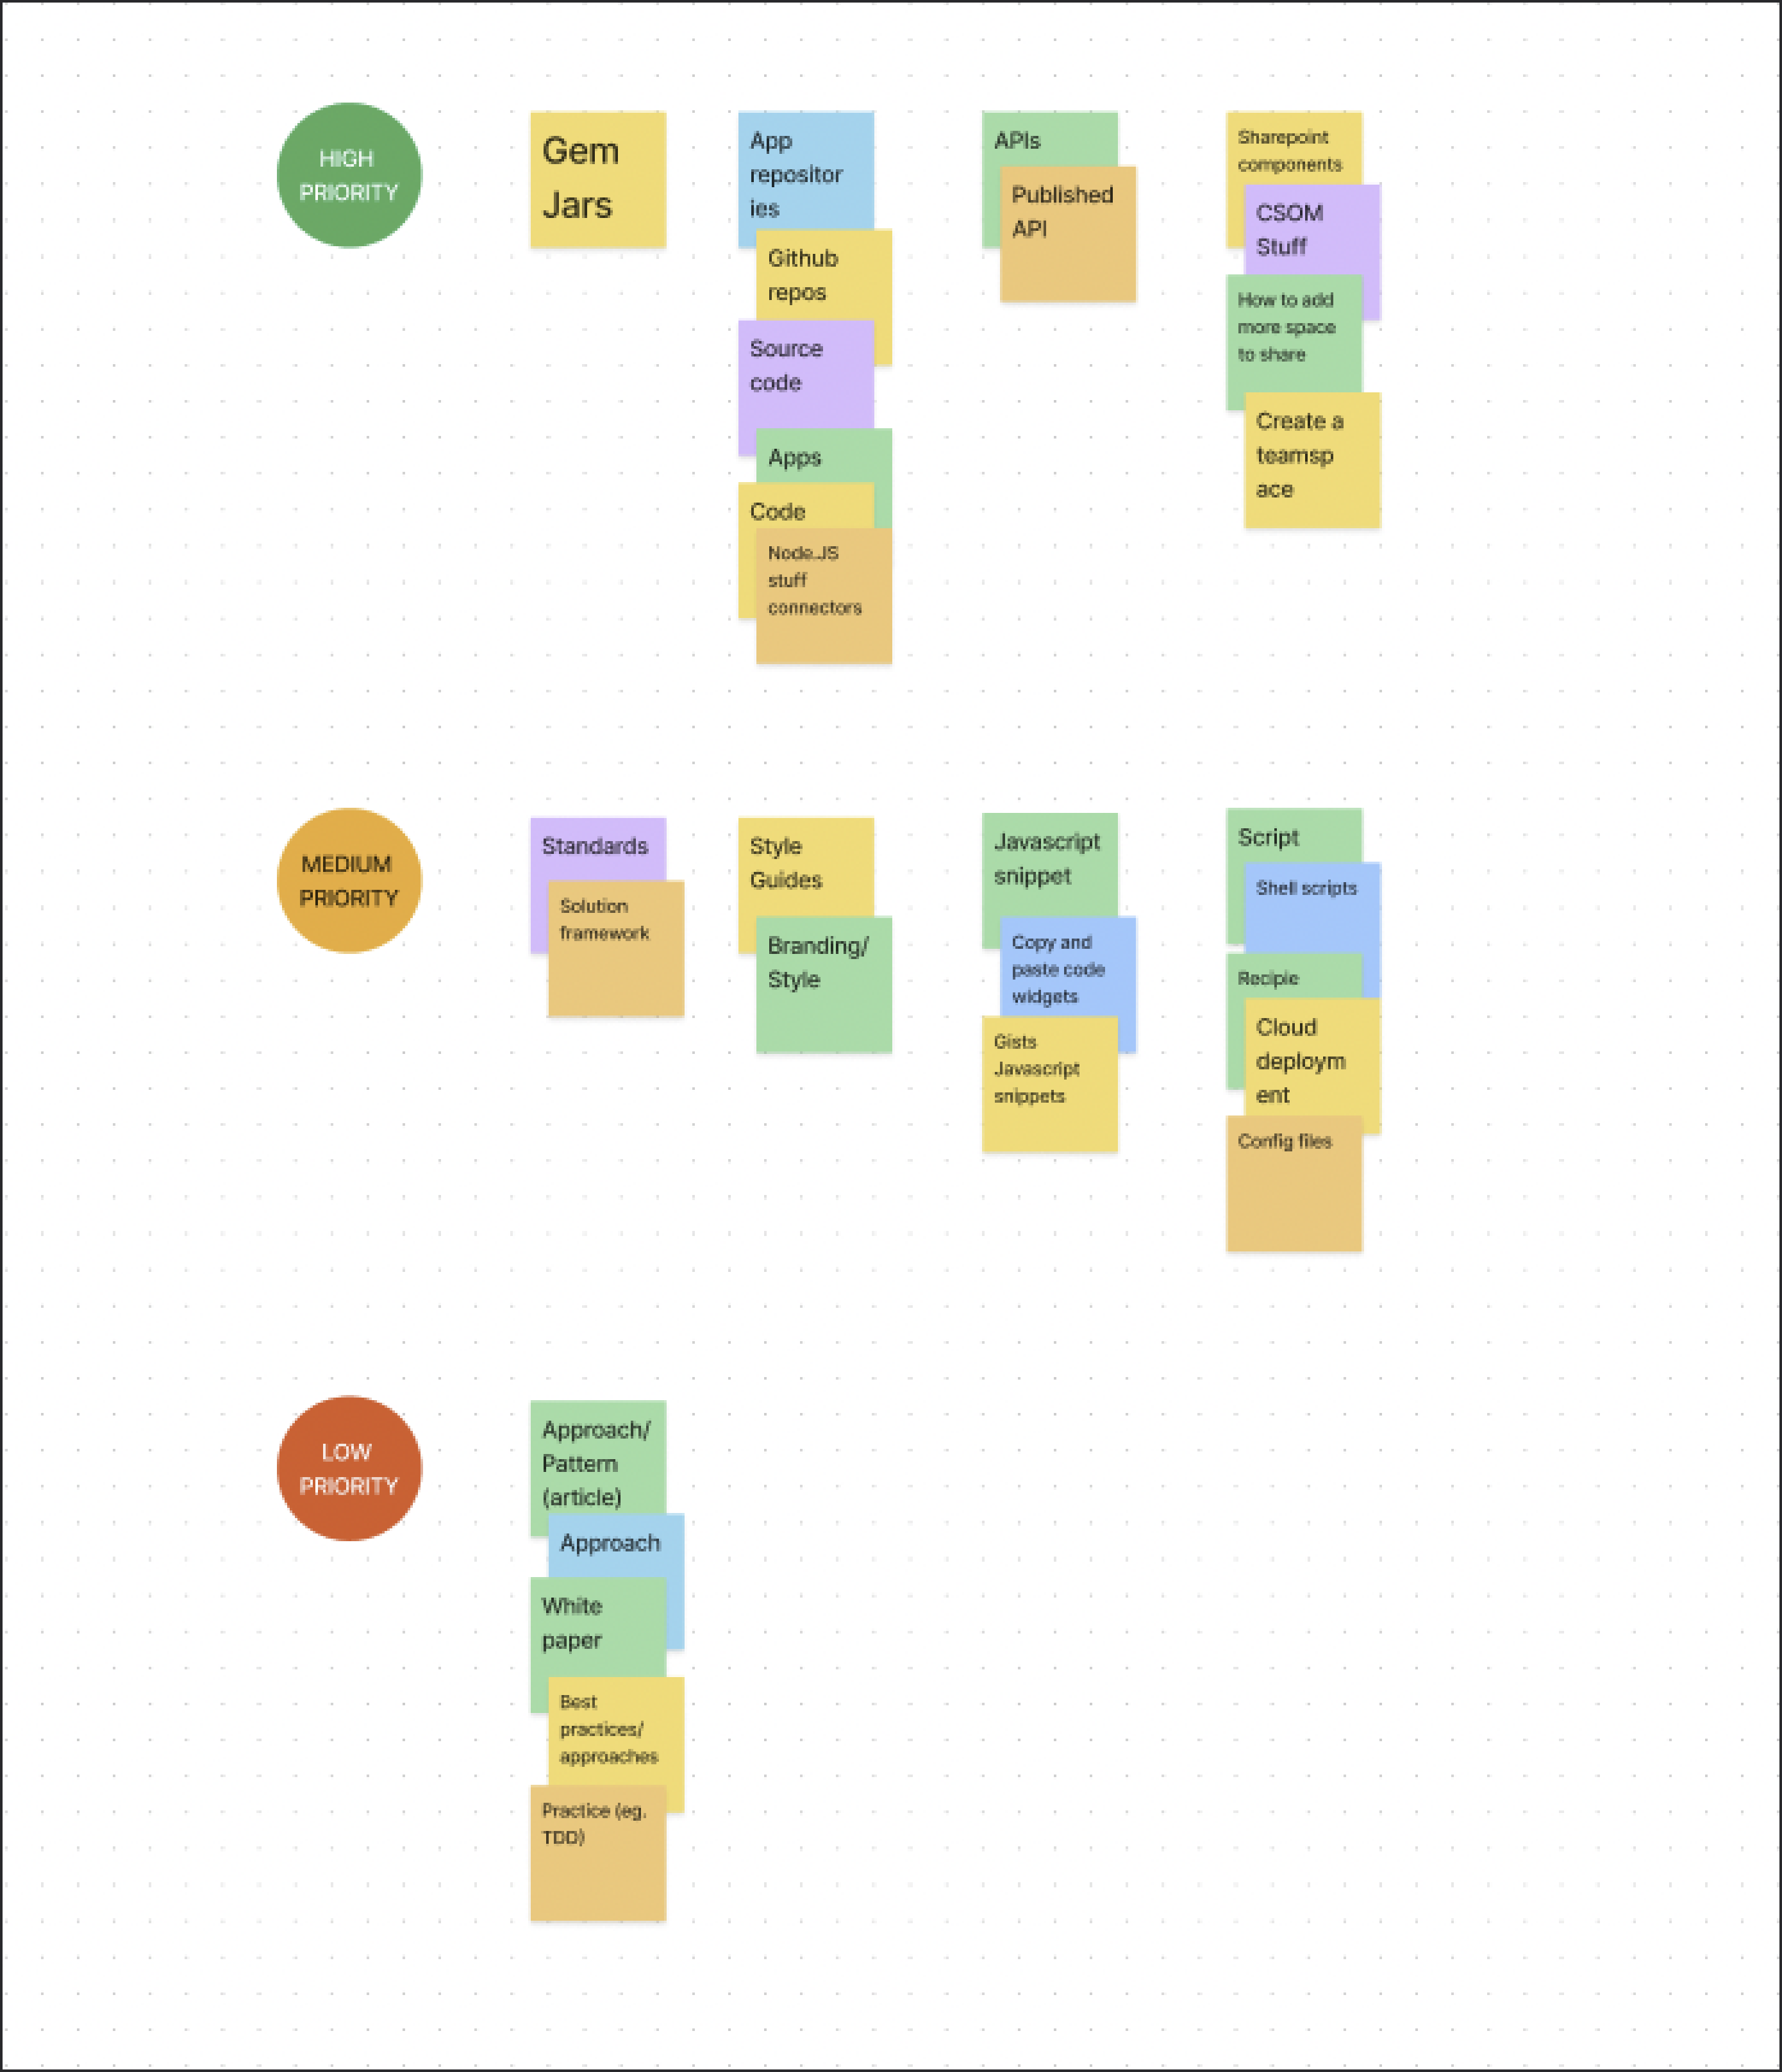 HIGH
PRIORITY
Gem
Jars
App
repositor
ies
Github
repos
Source
code
Apps
Code
Node.JS
stuff
connectors
APIs
Published
API
Sharepoint
components
CSOM
Stuff
How to add
more space
to share
Create a
teamsp
ace
MEDIUM
PRIORITY
Standards
Solution
framework
Style
Guides
Branding/
Style
Javascript
snippet
Copy and
paste code
widgets
Gists
Javascript
snippets
Script
Shell scripts
Recipie
Cloud
deploym
ent
Config files
LOW
PRIORITY
Approach/
Pattern
(article)
Approach
White
paper
Best
practices/
approaches
Practice (eg.
TDD)